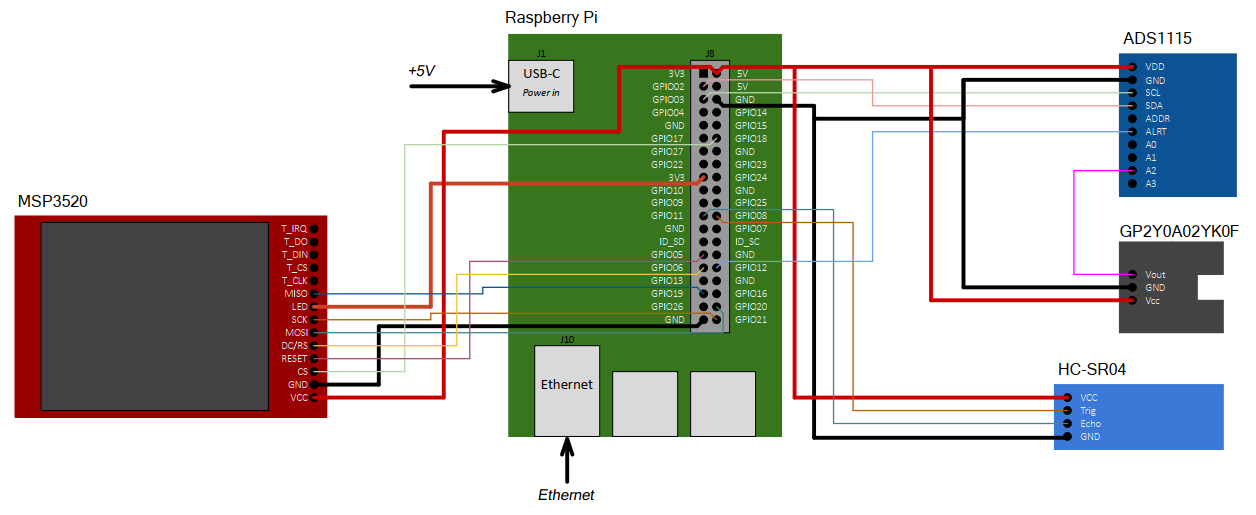 Raspberry Pi
ADS1115
J1
J8
+5V
USB-C
Power in
3V3 5V
GPIO02 5V
GPIO03 GND
GPIO04 GPIO14
GND GPIO15
GPIO17 GPIO18
GPIO27 GND
GPIO22 GPIO23
3V3 GPIO24
GPIO10 GND
GPIO09 GPIO25
GPIO11 GPIO08
GND GPIO07
ID_SD ID_SC
GPIO05 GND
GPIO06 GPIO12
GPIO13 GND
GPIO19 GPIO16
GPIO26 GPIO20
GND GPIO21
VDD
GND
SCL
SDA
ADDR
ALRT
A0
A1
A2
A3
MSP3520
T_IRQ
T_DO
T_DIN
T_CS
T_CLK
MISO
LED
SCK
MOSI
DC/RS
RESET
CS
GND
VCC
GP2Y0A02YK0F
Vout
GND
Vcc
J10
Ethernet
HC-SR04
VCC
Trig
Echo
GND
Ethernet